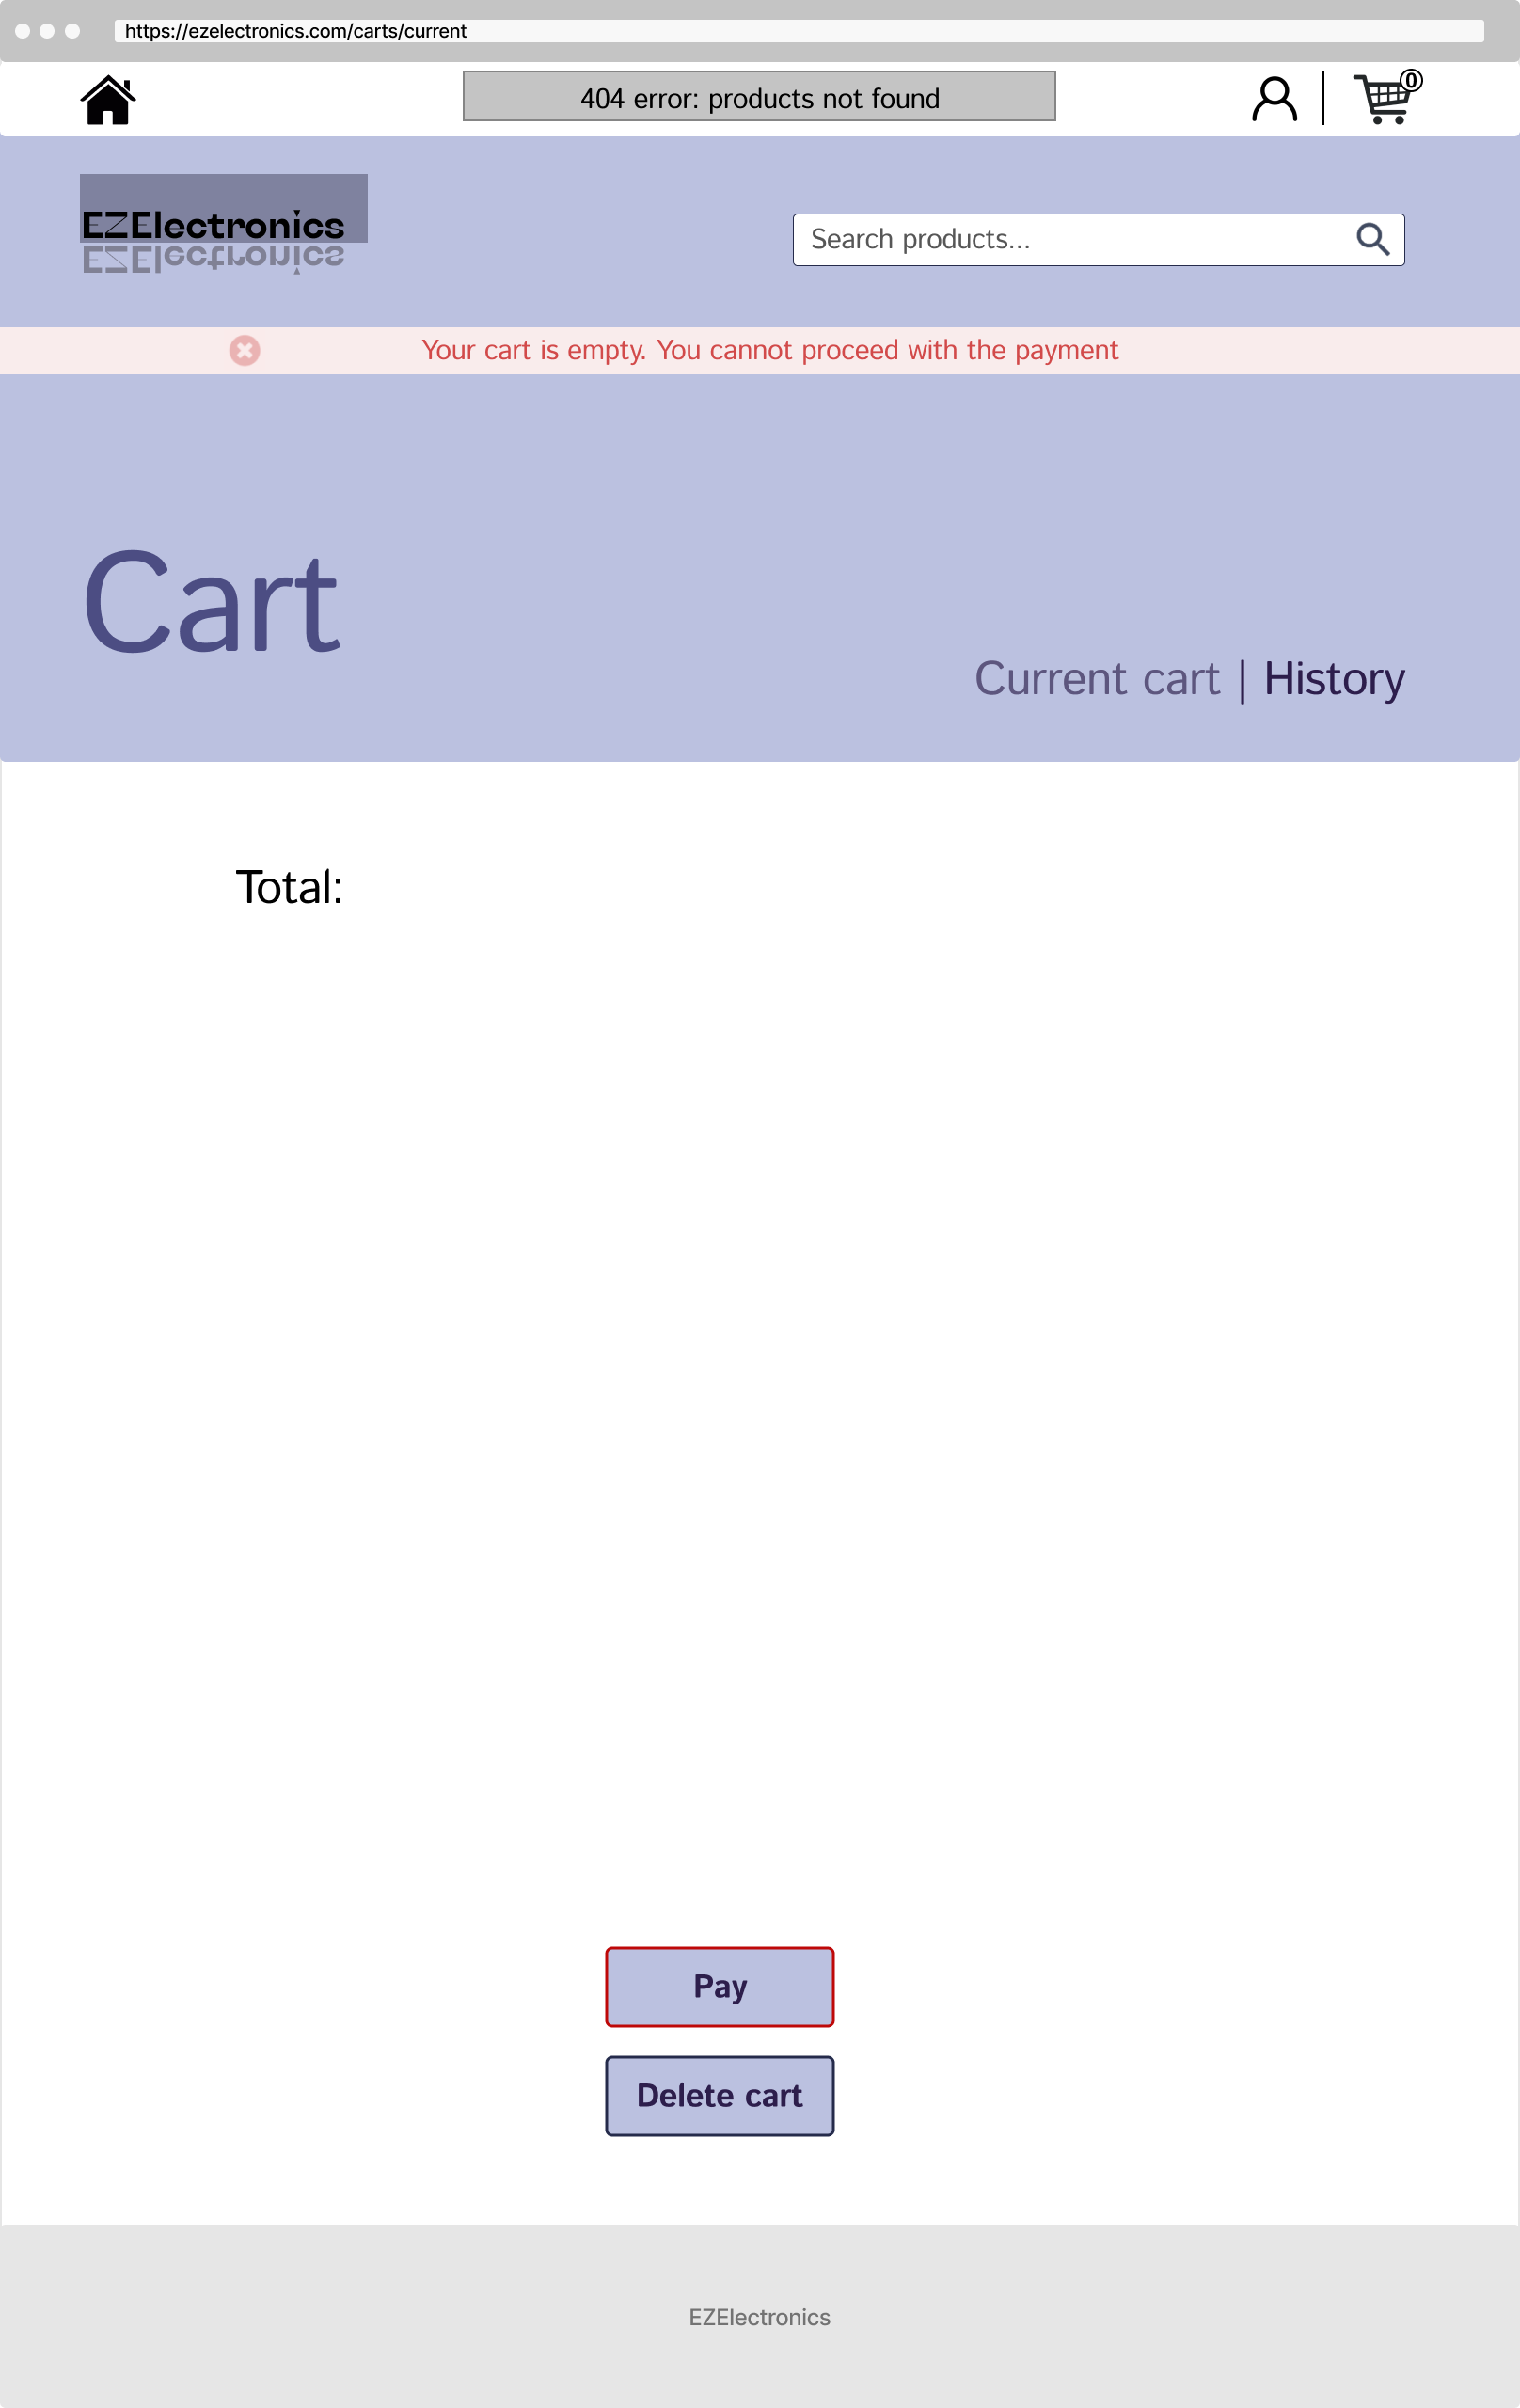 https://ezelectronics.com/carts/current
404 error: products not found
0
EZElectronics
EZElectronics
Search products...
Your cart is empty. You cannot proceed with the payment
Cart
Current cart | History
Total:
Pay
Delete cart
EZElectronics